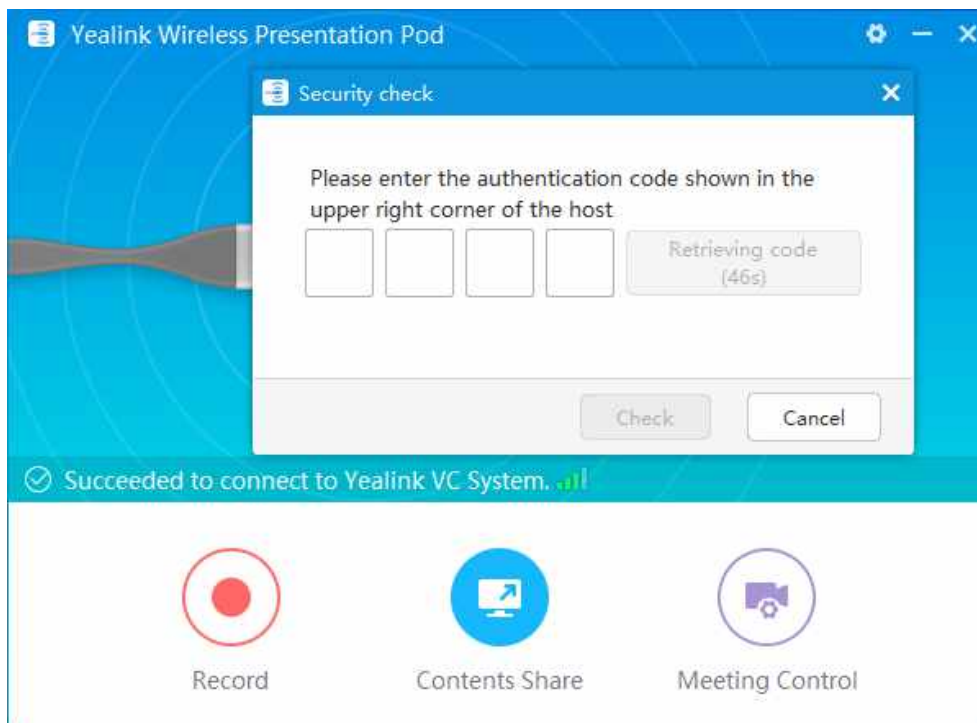 Yealink Wireless Presentation Pod
Security check
Please enter the authentication code shown in the
upper right corner of the host
Retrieving code
(46s)
Check
Cancel
Succeeded to connect to Yealink VC System.
Record
Contents Share
Meeting Control